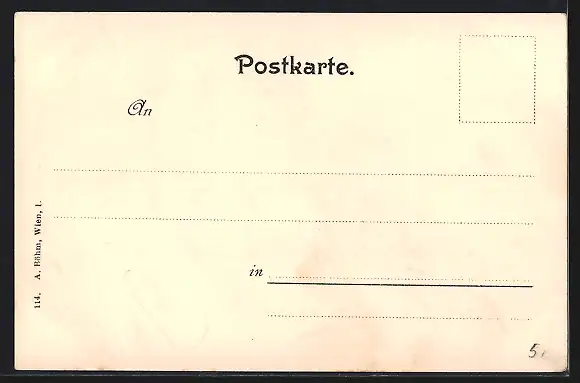 Postkarte.
An
in
114. A. Böhm, Wien, I.
5.